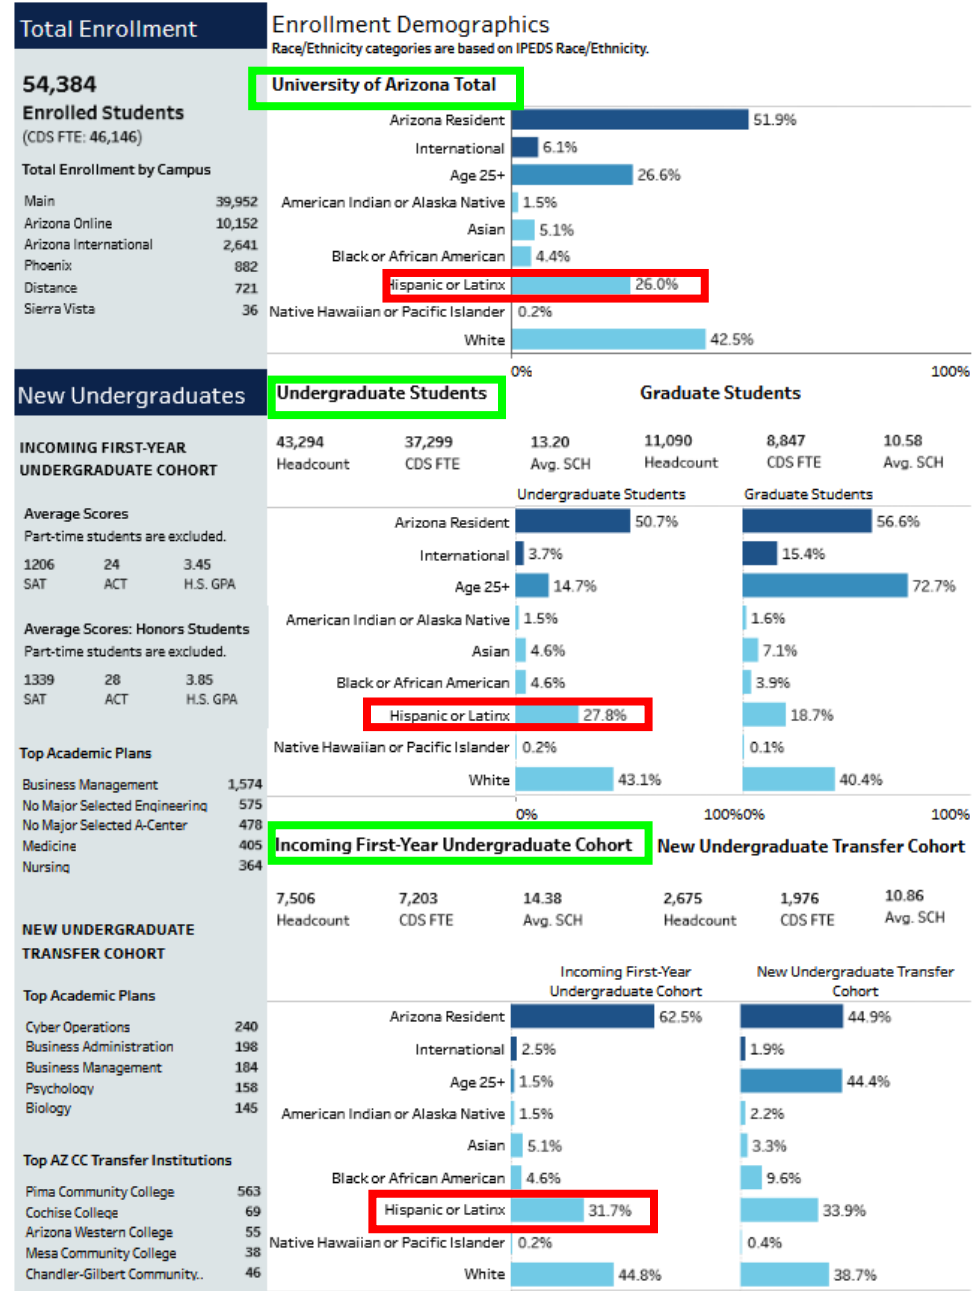 Total Enrollment
54,384
Enrolled Students
(CDS FTE: 46,146)
Total Enrollment by Campus
Main 39,952
Arizona Online 10,152
Arizona International 2,641
Phoenix 882
Distance 721
Sierra Vista 36
Enrollment Demographics
Race/Ethnicity categories are based on IPEDS Race/Ethnicity.
University of Arizona Total
Arizona Resident 51.9%
International 6.1%
Age 25+ 26.6%
American Indian or Alaska Native 1.5%
Asian 5.1%
Black or African American 4.4%
Hispanic or Latinx 26.0%
Native Hawaiian or Pacific Islander 0.2%
White 42.5%
0% 100%
New Undergraduates
INCOMING FIRST-YEAR
UNDERGRADUATE COHORT
Average Scores
Part-time students are excluded.
1206 24 3.45
SAT ACT H.S. GPA
Average Scores: Honors Students
Part-time students are excluded.
1339 28 3.85
SAT ACT H.S. GPA
Top Academic Plans
Business Management 1,574
No Major Selected Engineering 575
No Major Selected A-Center 478
Medicine 405
Nursing 364
NEW UNDERGRADUATE
TRANSFER COHORT
Top Academic Plans
Cyber Operations 240
Business Administration 198
Business Management 184
Psychology 158
Biology 145
Top AZ CC Transfer Institutions
Pima Community College 563
Cochise College 69
Arizona Western College 55
Mesa Community College 38
Chandler-Gilbert Community.. 46
Undergraduate Students Graduate Students
43,294 37,299 13.20 11,090 8,847 10.58
Headcount CDS FTE Avg. SCH Headcount CDS FTE Avg. SCH
Undergraduate Students Graduate Students
Arizona Resident 50.7% 56.6%
International 3.7% 15.4%
Age 25+ 14.7% 72.7%
American Indian or Alaska Native 1.5% 1.6%
Asian 4.6% 7.1%
Black or African American 4.6% 3.9%
Hispanic or Latinx 27.8% 18.7%
Native Hawaiian or Pacific Islander 0.2% 0.1%
White 43.1% 40.4%
0% 100%0% 100%
Incoming First-Year Undergraduate Cohort New Undergraduate Transfer Cohort
7,506 7,203 14.38 2,675 1,976 10.86
Headcount CDS FTE Avg. SCH Headcount CDS FTE Avg. SCH
Incoming First-Year New Undergraduate Transfer
Undergraduate Cohort Cohort
Arizona Resident 62.5% 44.9%
International 2.5% 1.9%
Age 25+ 1.5% 44.4%
American Indian or Alaska Native 1.5% 2.2%
Asian 5.1% 3.3%
Black or African American 4.6% 9.6%
Hispanic or Latinx 31.7% 33.9%
Native Hawaiian or Pacific Islander 0.2% 0.4%
White 44.8% 38.7%